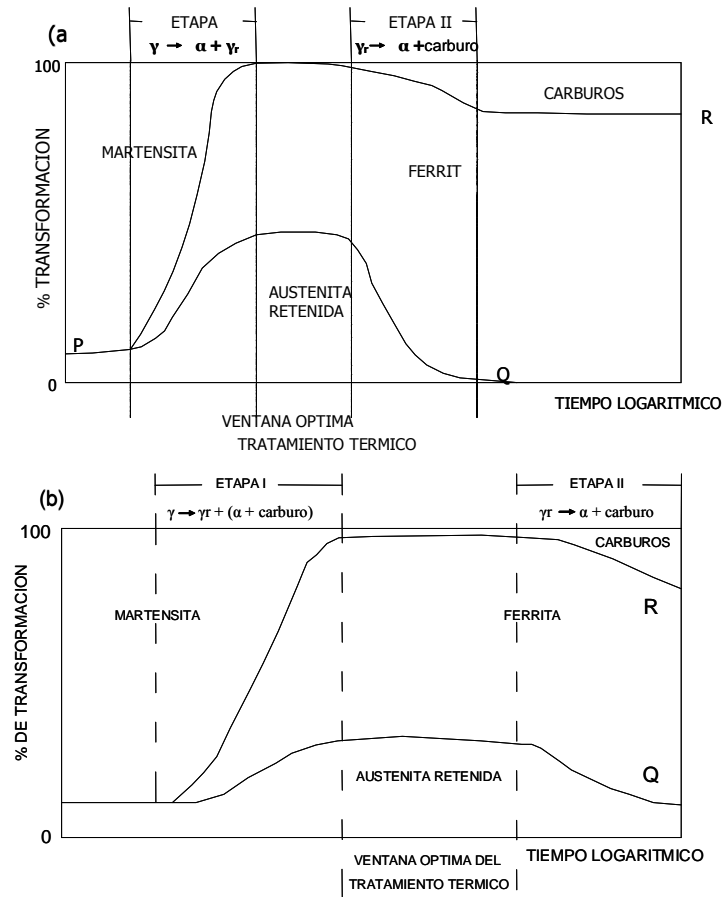 (a
ETAPA
γ → α + γr
ETAPA II
γr → α +carburo
100
CARBUROS
R
MARTENSITA
FERRIT
% TRANSFORMACION
AUSTENITA
RETENIDA
P
0
Q
TIEMPO LOGARITMICO
VENTANA OPTIMA
TRATAMIENTO TERMICO
(b)
ETAPA I
γ → γr + (α + carburo)
ETAPA II
γr → α + carburo
100
CARBUROS
R
MARTENSITA
FERRITA
% DE TRANSFORMACION
Q
AUSTENITA RETENIDA
0
VENTANA OPTIMA DEL
TRATAMIENTO TERMICO
TIEMPO LOGARITMICO